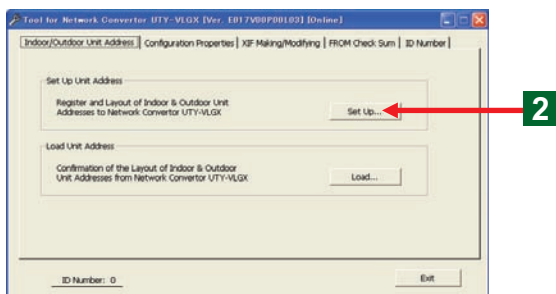 Tool for Network Convertor UTY-VLGX [Ver. E017V00P00L03] [Online]
Indoor/Outdoor Unit Address | Configuration Properties | XIF Making/Modifying | FROM Check Sum | ID Number
Set Up Unit Address
Register and Layout of Indoor & Outdoor Unit
Addresses to Network Convertor UTY-VLGX
Set Up...
2
Load Unit Address
Confirmation of the Layout of Indoor & Outdoor
Unit Addresses from Network Convertor UTY-VLGX
Load...
ID Number: 0
Exit